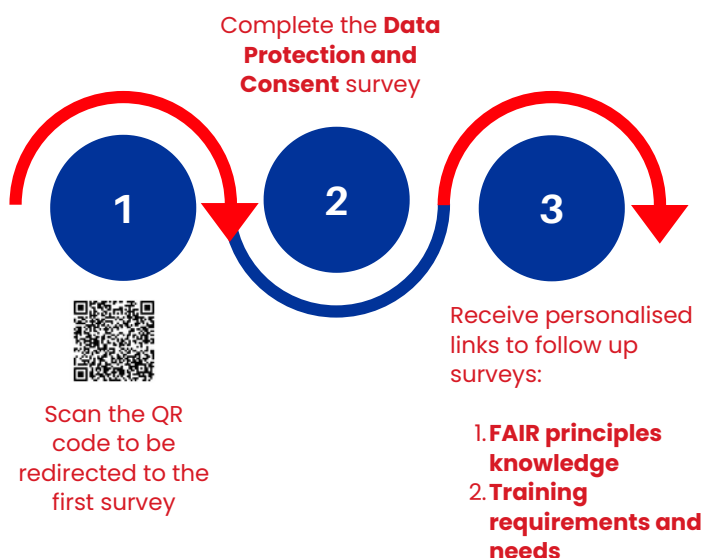 Complete the Data
Protection and
Consent survey
1
2
3
Scan the QR
code to be
redirected to the
first survey
Receive personalised
links to follow up
surveys:
1. FAIR principles
knowledge
2. Training
requirements and
needs